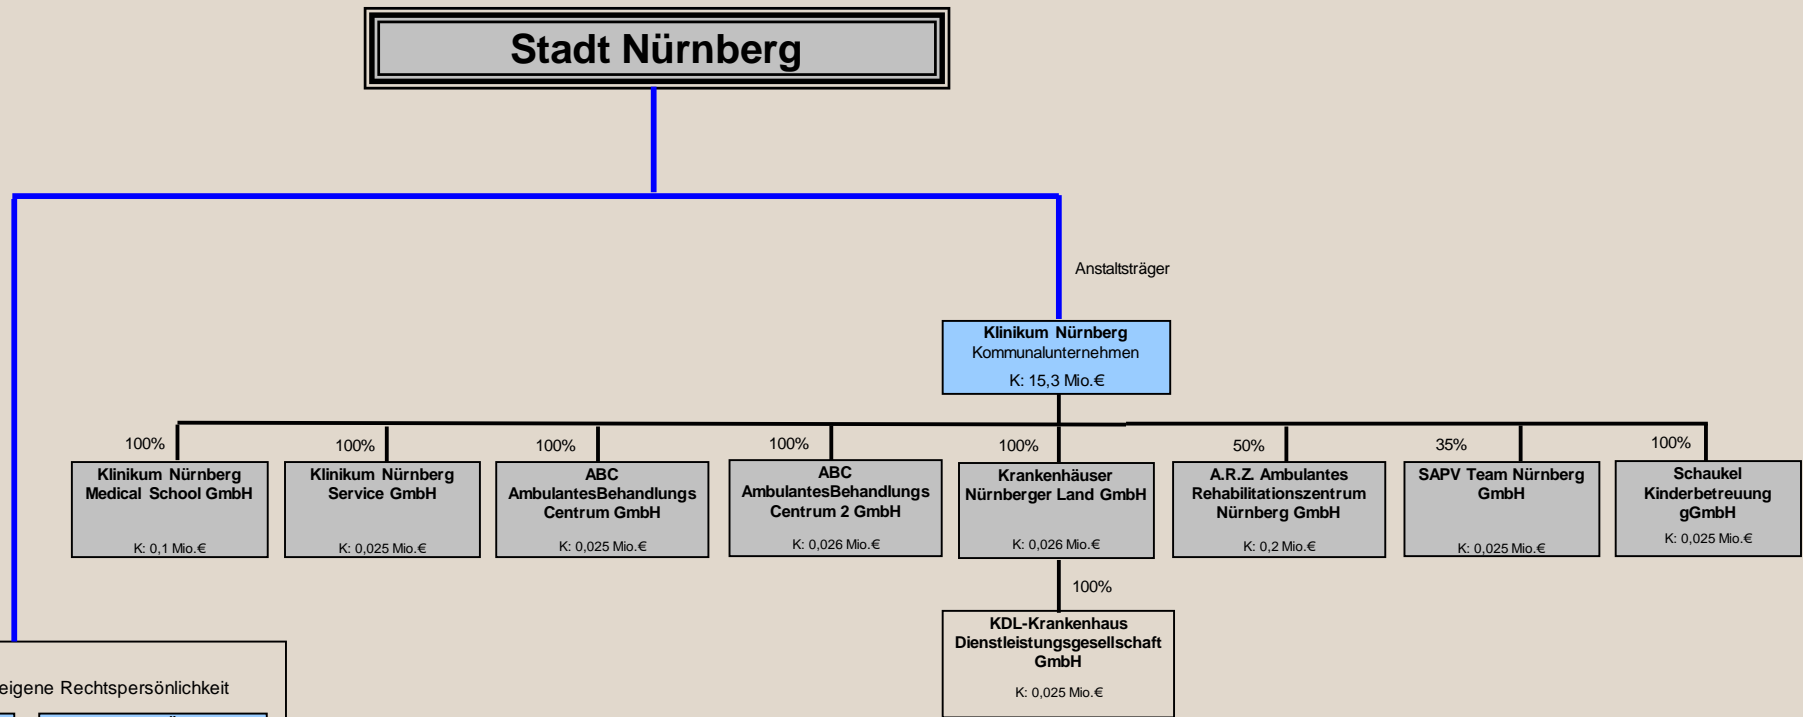 Stadt Nürnberg
Anstaltsträger
Klinikum Nürnberg
Kommunalunternehmen
K: 15,3 Mio.€
100%
Klinikum Nürnberg
Medical School GmbH
K: 0,1 Mio.€
100%
Klinikum Nürnberg
Service GmbH
K: 0,025 Mio.€
100%
ABC
AmbulantesBehandlungs
Centrum GmbH
K: 0,025 Mio.€
100%
ABC
AmbulantesBehandlungs
Centrum 2 GmbH
K: 0,026 Mio.€
100%
Krankenhäuser
Nürnberger Land GmbH
K: 0,026 Mio.€
50%
A.R.Z. Ambulantes
Rehabilitationszentrum
Nürnberg GmbH
K: 0,2 Mio.€
35%
SAPV Team Nürnberg
GmbH
K: 0,025 Mio.€
100%
Schaukel
Kinderbetreuung
gGmbH
K: 0,025 Mio.€
100%
KDL-Krankenhaus
Dienstleistungsgesellschaft
GmbH
K: 0,025 Mio.€
eigene Rechtspersönlichkeit